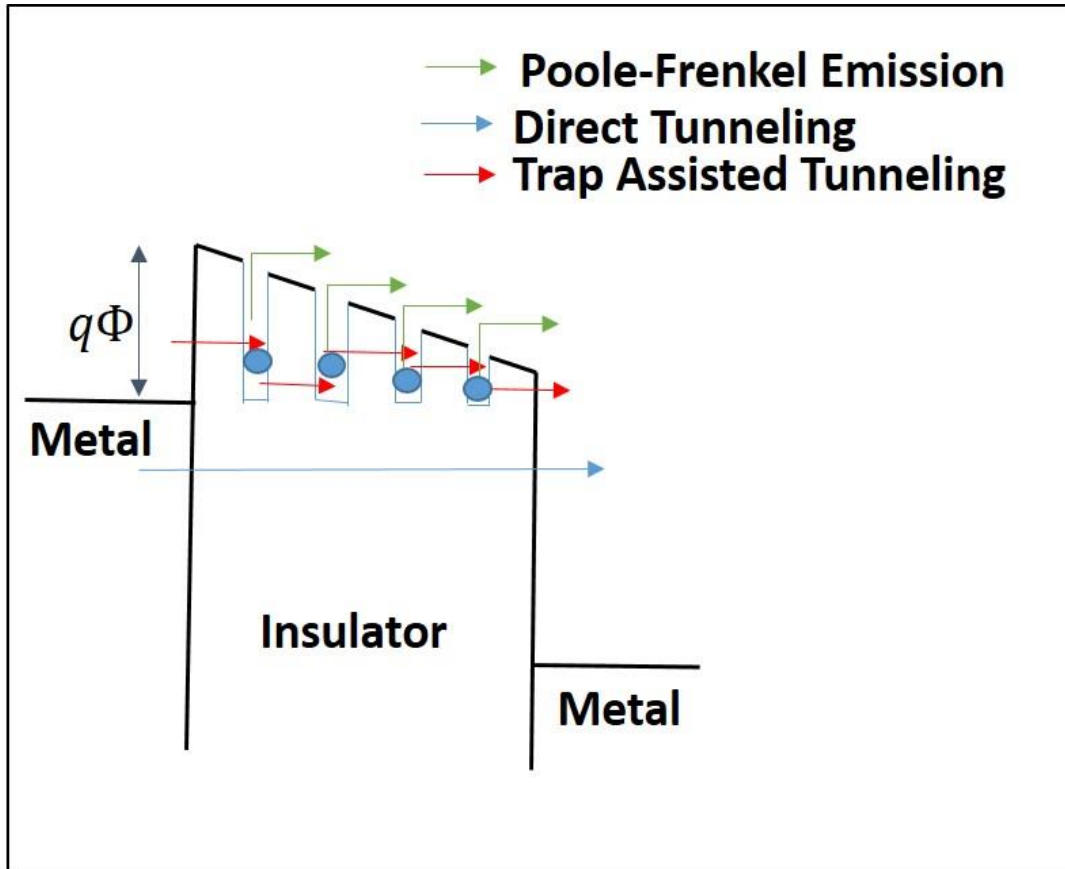 Poole-Frenkel Emission
Direct Tunneling
Trap Assisted Tunneling
qΦ
Metal
Insulator
Metal